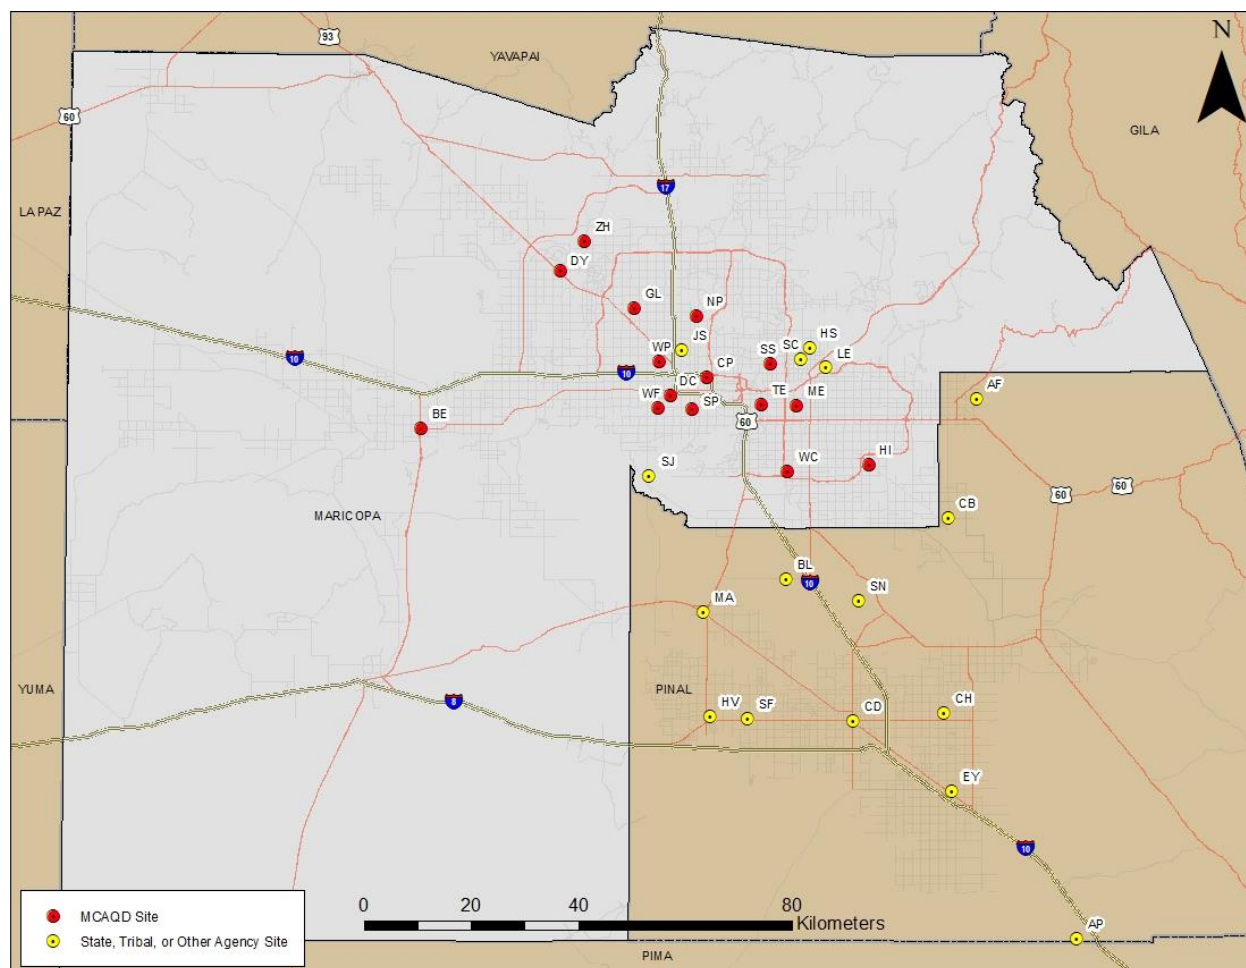 93
YAVAPAI
N
60
GILA
17
LA PAZ
ZH
DY
GL
NP
JS
HS
WP
SC
SS
LE
10
10
CP
DC
AF
WF
SP
TE
ME
BE
60
SJ
WC
HI
60
60
MARICOPA
CB
BL
10
SN
MA
YUMA
PINAL
8
HV
SF
CD
CH
EY
10
MCAQD Site
State, Tribal, or Other Agency Site
0
20
40
80
Kilometers
AP
PIMA